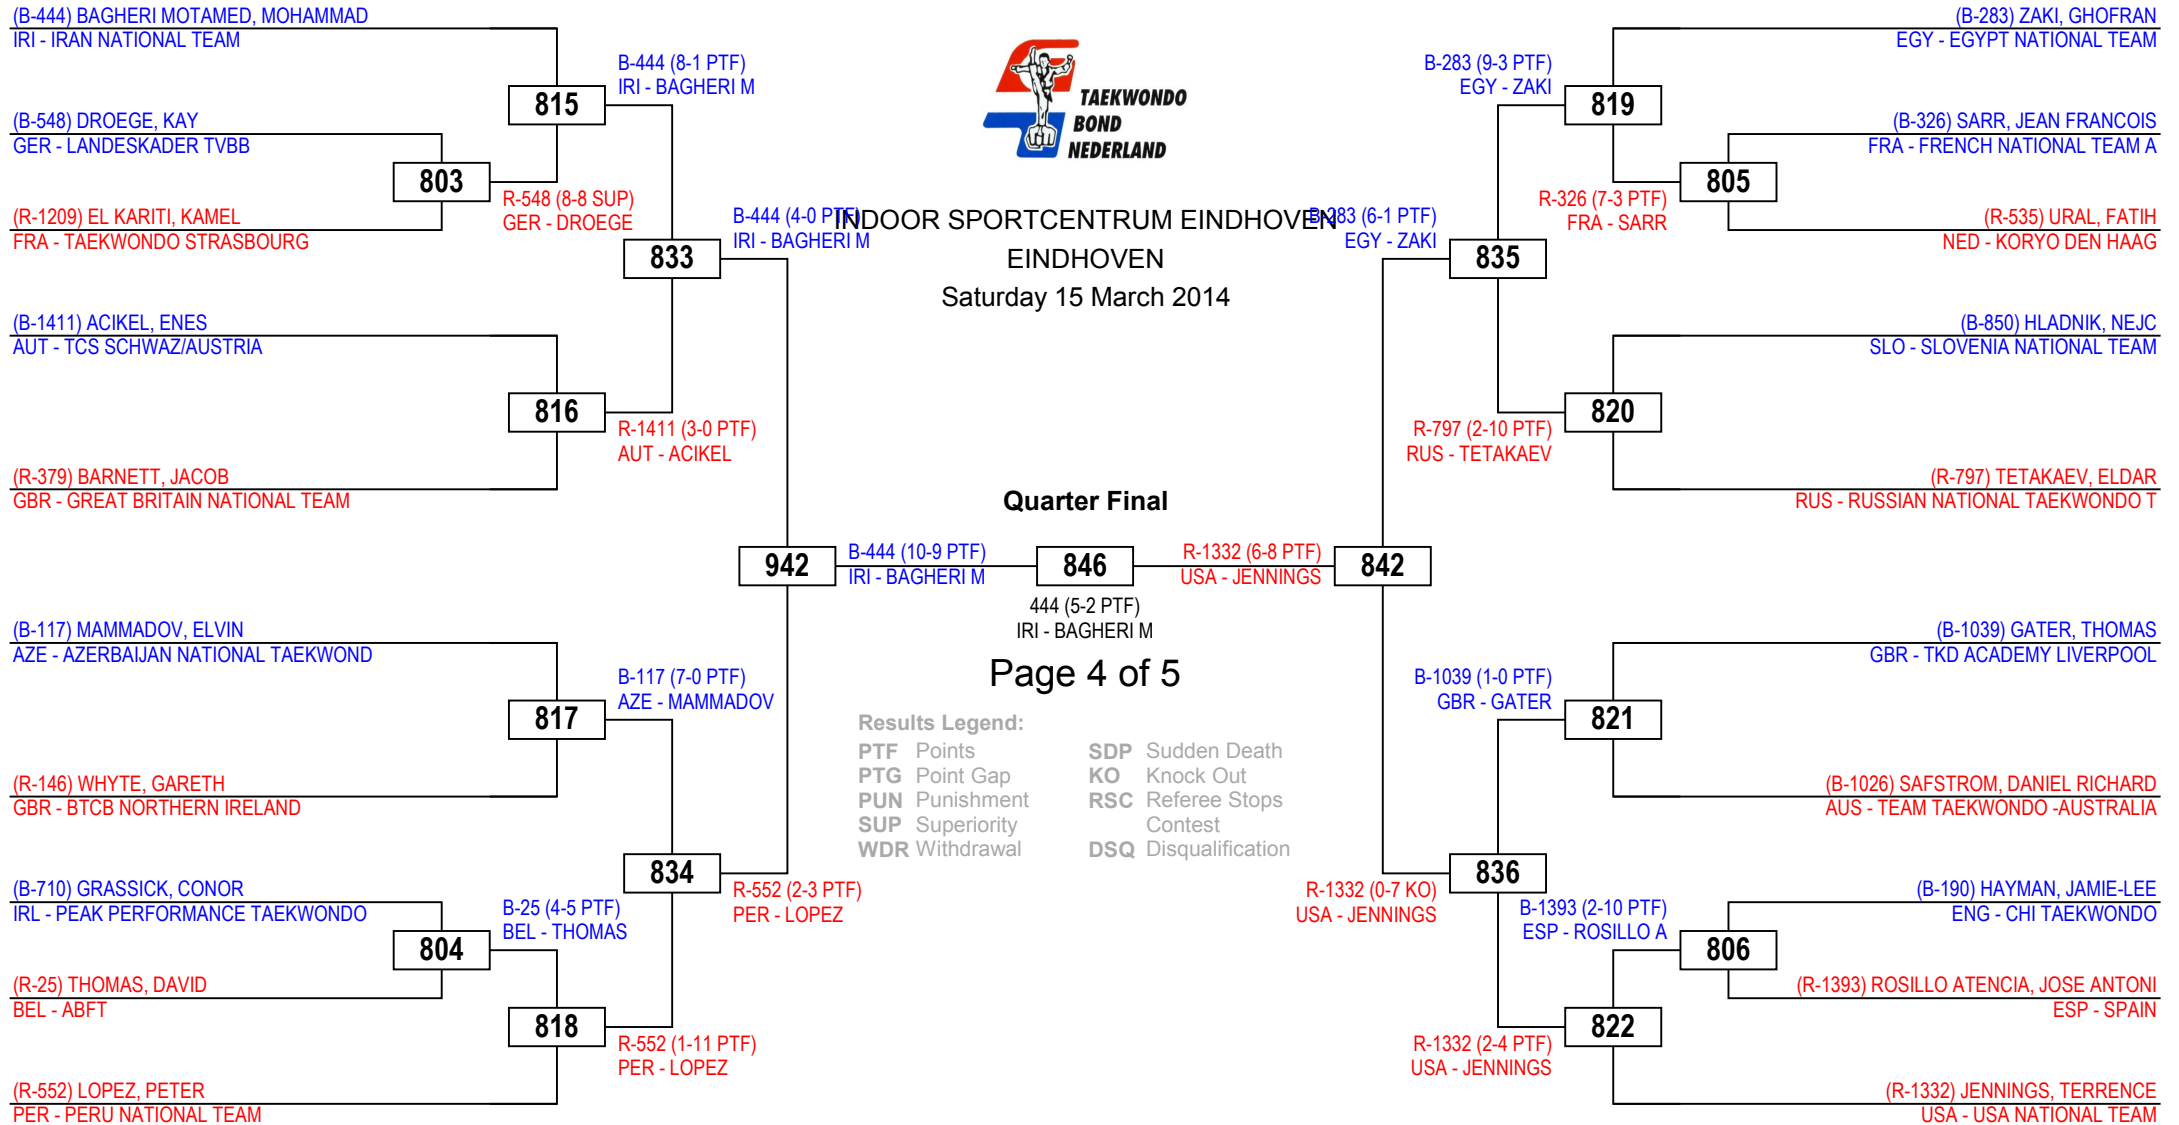 (B-444) BAGHERI MOTAMED, MOHAMMAD
IRI - IRAN NATIONAL TEAM
B-444 (8-1 PTF)
IRI - BAGHERI M
815
(B-548) DROEGE, KAY
GER - LANDESKADER TVBB
803
R-548 (8-8 SUP)
GER - DROEGE
(R-1209) EL KARITI, KAMEL
FRA - TAEKWONDO STRASBOURG
B-444 (4-0 PTF)
IRI - BAGHERI M
833
(B-1411) ACIKEL, ENES
AUT - TCS SCHWAZ/AUSTRIA
816
R-1411 (3-0 PTF)
AUT - ACIKEL
(R-379) BARNETT, JACOB
GBR - GREAT BRITAIN NATIONAL TEAM
942
B-444 (10-9 PTF)
IRI - BAGHERI M
(B-117) MAMMADOV, ELVIN
AZE - AZERBAIJAN NATIONAL TAEKWOND
B-117 (7-0 PTF)
AZE - MAMMADOV
817
(R-146) WHYTE, GARETH
GBR - BTCB NORTHERN IRELAND
834
R-552 (2-3 PTF)
PER - LOPEZ
(B-710) GRASSICK, CONOR
IRL - PEAK PERFORMANCE TAEKWONDO
B-25 (4-5 PTF)
BEL - THOMAS
804
(R-25) THOMAS, DAVID
BEL - ABFT
818
R-552 (1-11 PTF)
PER - LOPEZ
(R-552) LOPEZ, PETER
PER - PERU NATIONAL TEAM
TAEKWONDO
BOND
NEDERLAND
INDOOR SPORTCENTRUM EINDHOVEN
EINDHOVEN
Saturday 15 March 2014
Quarter Final
846
444 (5-2 PTF)
IRI - BAGHERI M
Page 4 of 5
Results Legend:
PTF Points
PTG Point Gap
PUN Punishment
SUP Superiority
WDR Withdrawal
SDP Sudden Death
KO Knock Out
RSC Referee Stops
Contest
DSQ Disqualification
(B-283) ZAKI, GHOFRAN
EGY - EGYPT NATIONAL TEAM
B-283 (9-3 PTF)
EGY - ZAKI
819
(B-326) SARR, JEAN FRANCOIS
FRA - FRENCH NATIONAL TEAM A
805
R-326 (7-3 PTF)
FRA - SARR
(R-535) URAL, FATIH
NED - KORYO DEN HAAG
B-283 (6-1 PTF)
EGY - ZAKI
835
(B-850) HLADNIK, NEJC
SLO - SLOVENIA NATIONAL TEAM
820
R-797 (2-10 PTF)
RUS - TETAKAEV
(R-797) TETAKAEV, ELDAR
RUS - RUSSIAN NATIONAL TAEKWONDO T
R-1332 (6-8 PTF)
USA - JENNINGS
842
(B-1039) GATER, THOMAS
GBR - TKD ACADEMY LIVERPOOL
B-1039 (1-0 PTF)
GBR - GATER
821
(B-1026) SAFSTROM, DANIEL RICHARD
AUS - TEAM TAEKWONDO -AUSTRALIA
836
R-1332 (0-7 KO)
USA - JENNINGS
(B-190) HAYMAN, JAMIE-LEE
ENG - CHI TAEKWONDO
B-1393 (2-10 PTF)
ESP - ROSILLO A
806
(R-1393) ROSILLO ATENCIA, JOSE ANTONI
ESP - SPAIN
822
R-1332 (2-4 PTF)
USA - JENNINGS
(R-1332) JENNINGS, TERRENCE
USA - USA NATIONAL TEAM